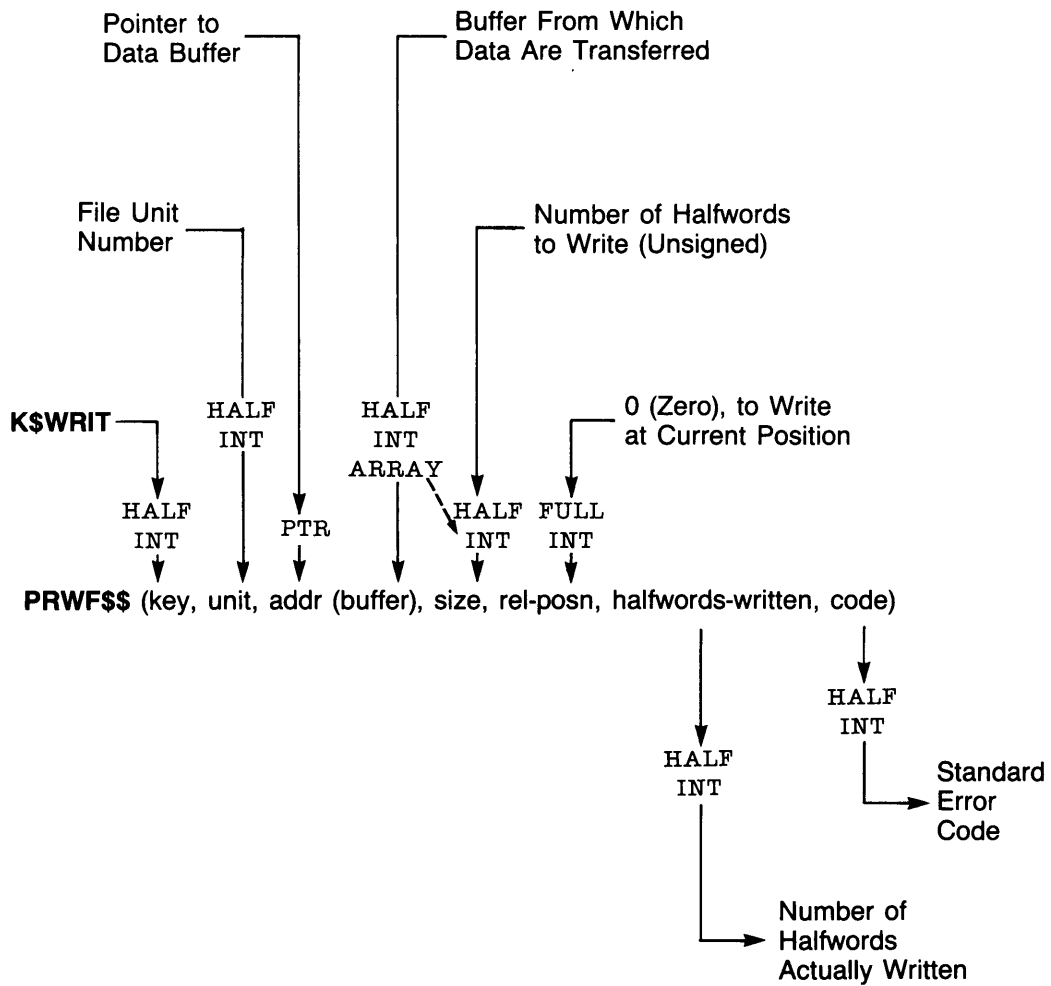 Pointer to
Data Buffer
Buffer From Which
Data Are Transferred
File Unit
Number
Number of Halfwords
to Write (Unsigned)
K$WRIT
HALF
INT
HALF
INT
ARRAY
0 (Zero), to Write
at Current Position
HALF
INT
PTR
HALF
INT
FULL
INT
PRWF$$ (key, unit, addr (buffer), size, rel-posn, halfwords-written, code)
HALF
INT
HALF
INT
Standard
Error
Code
Number of
Halfwords
Actually Written